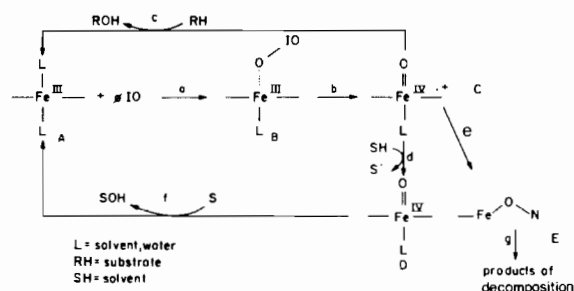 ROH c RH
L IO O
III III IV
Fe + ø IO a Fe b Fe .+ C
L A L B L e
SH d
S·
O
SOH f S Fe IV Fe O N
L D E
g
L = solvent, water
RH = substrate
SH = solvent
products of
decomposition